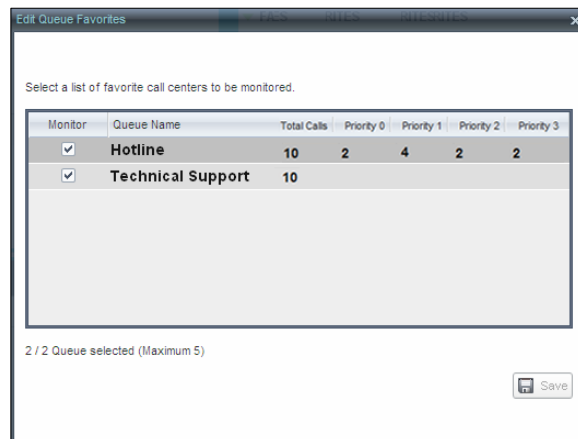 Edit Queue Favorites
Select a list of favorite call centers to be monitored.
Monitor Queue Name Total Calls Priority 0 Priority 1 Priority 2 Priority 3
Hotline 10 2 4 2 2
Technical Support 10
2 / 2 Queue selected (Maximum 5)
Save